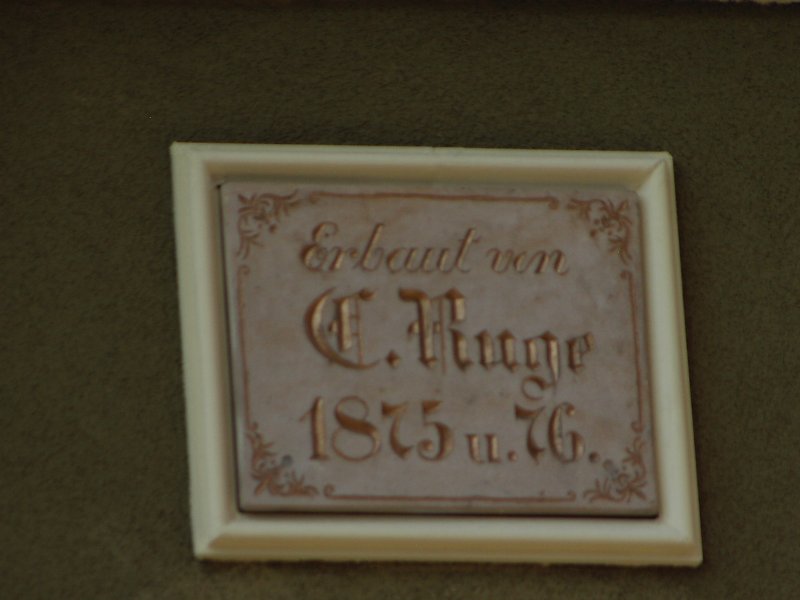 Erbaut von
C. Ruge
1875 u. 76.